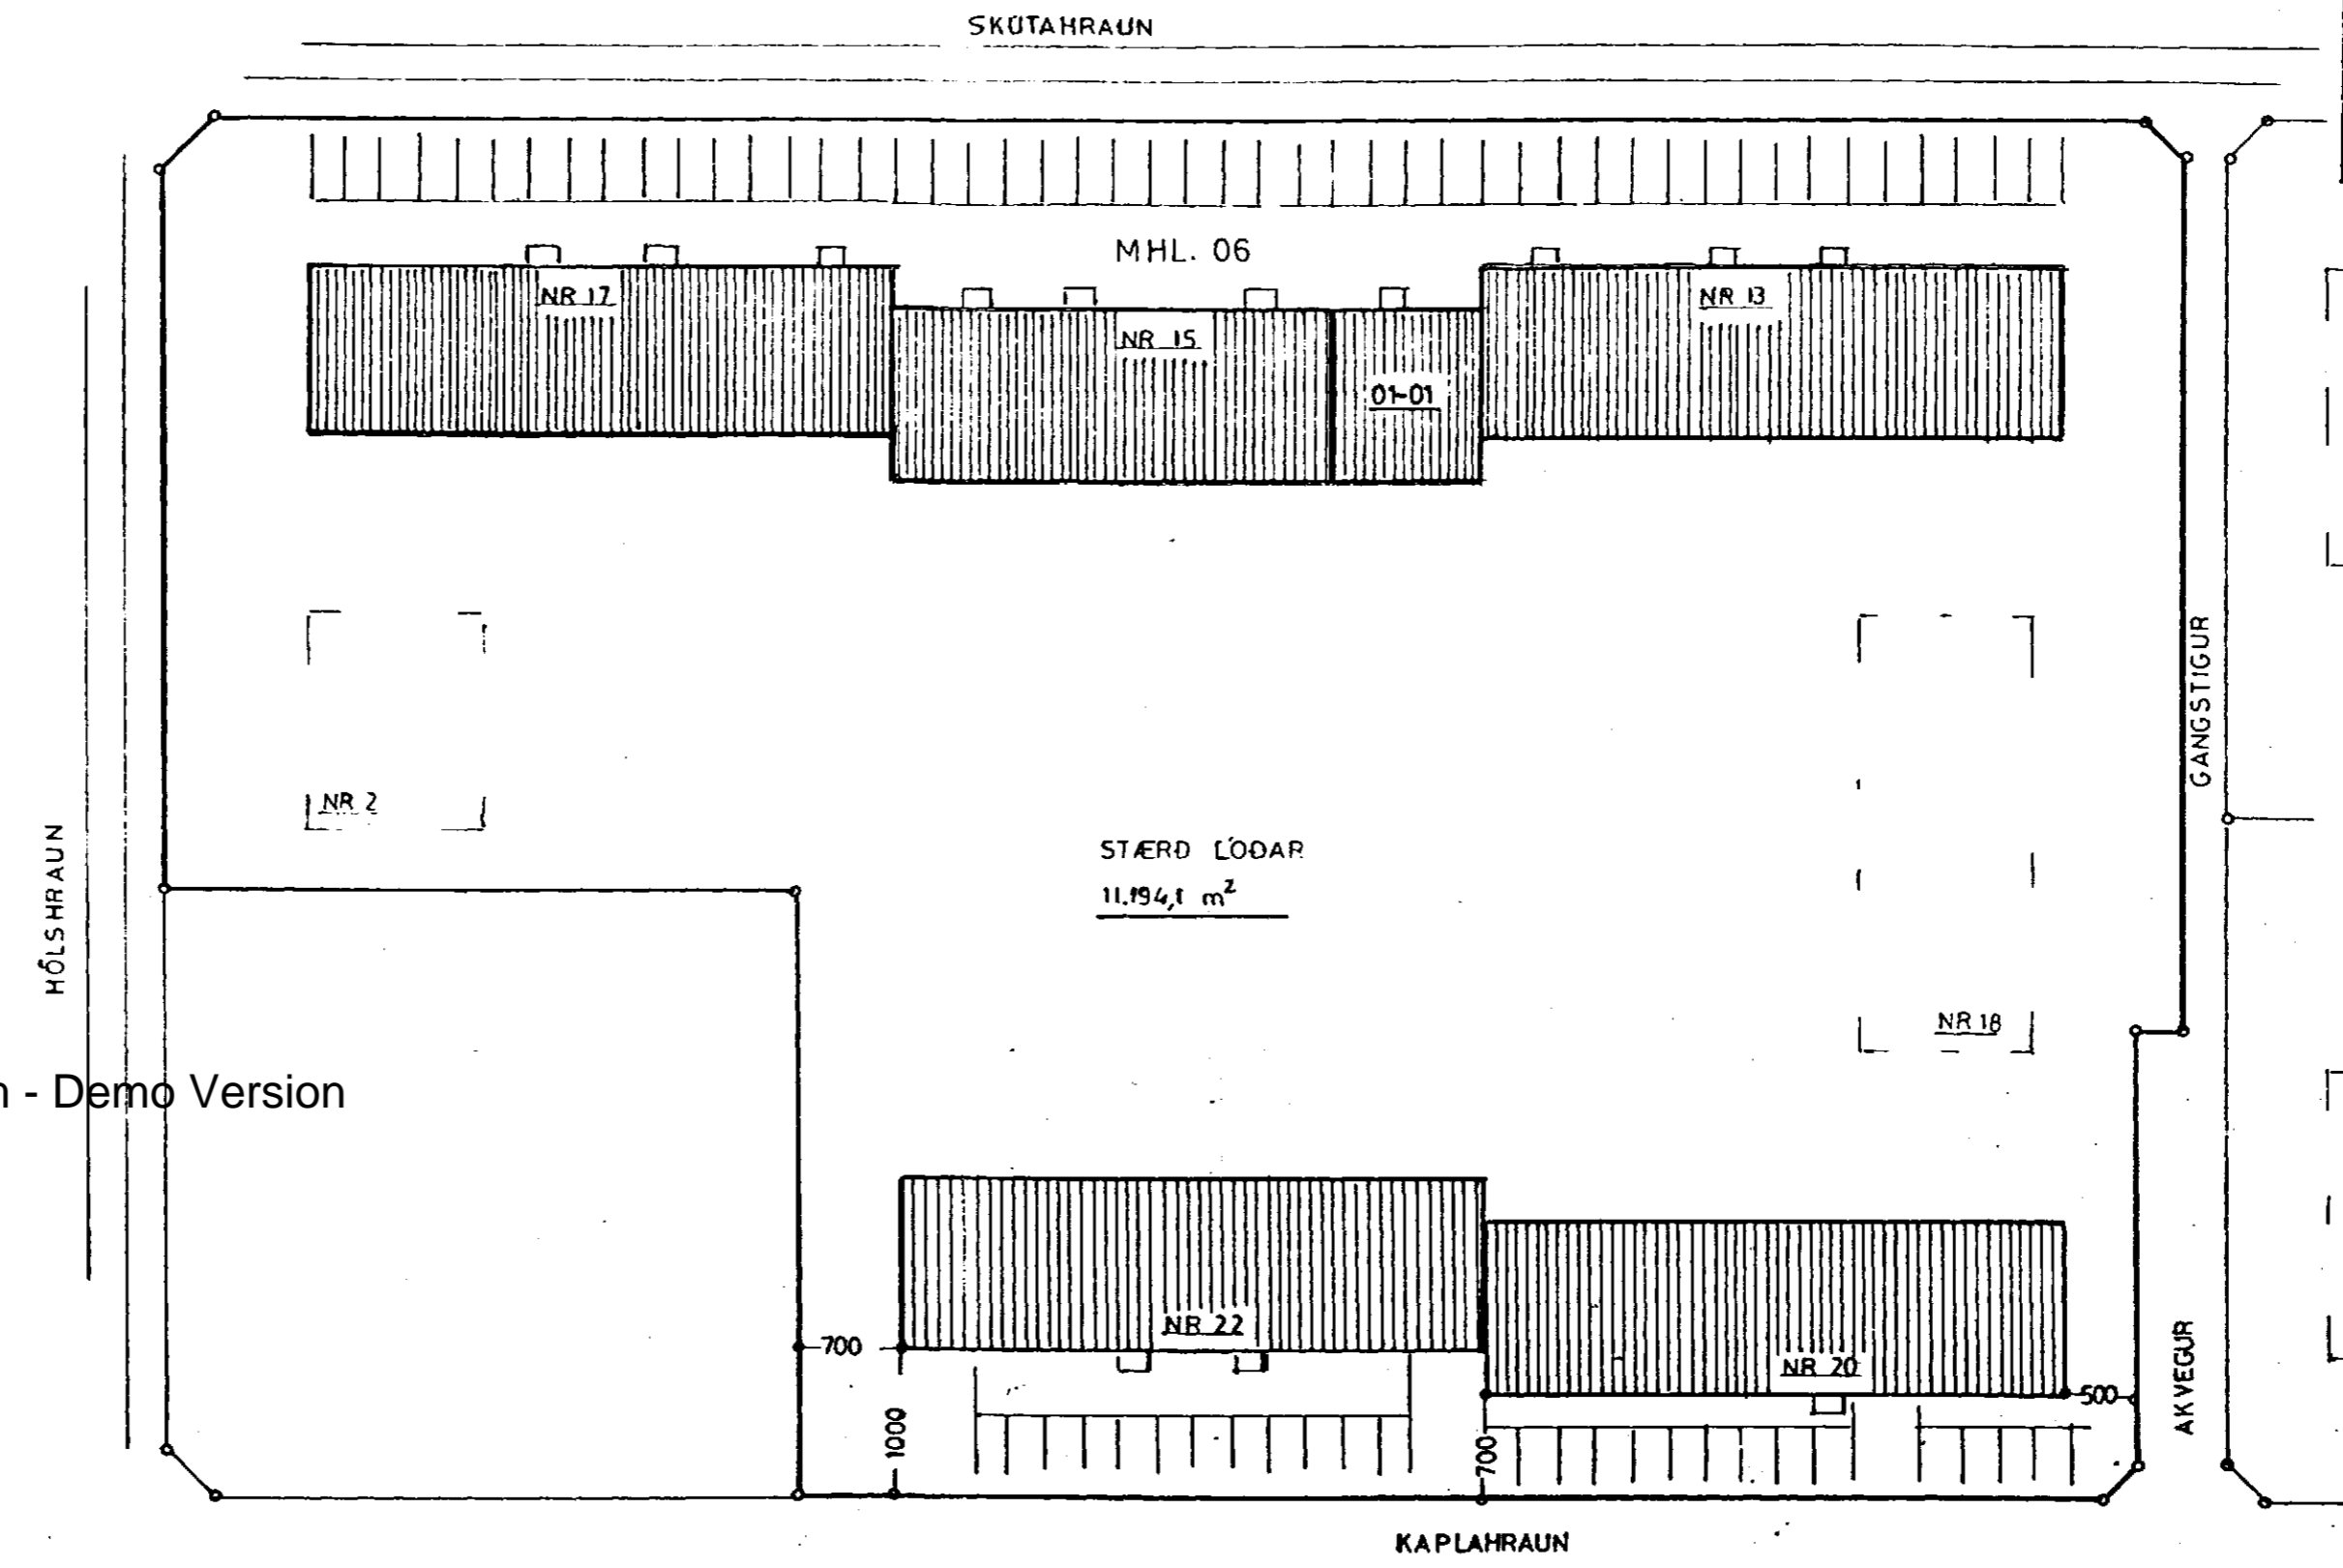 SKÚTAHRAUN
MHL. 06
NR 17
NR 13
NR 15
01-01
GANGSTIGUR
NR 2
HÓLSHRAUN
STÆRÐ LÓÐAR
11.194,1 m²
NR 18
n - Demo Version
NR 22
700
NR 20
500
1000
700
AKVEGUR
KAPLAHRAUN